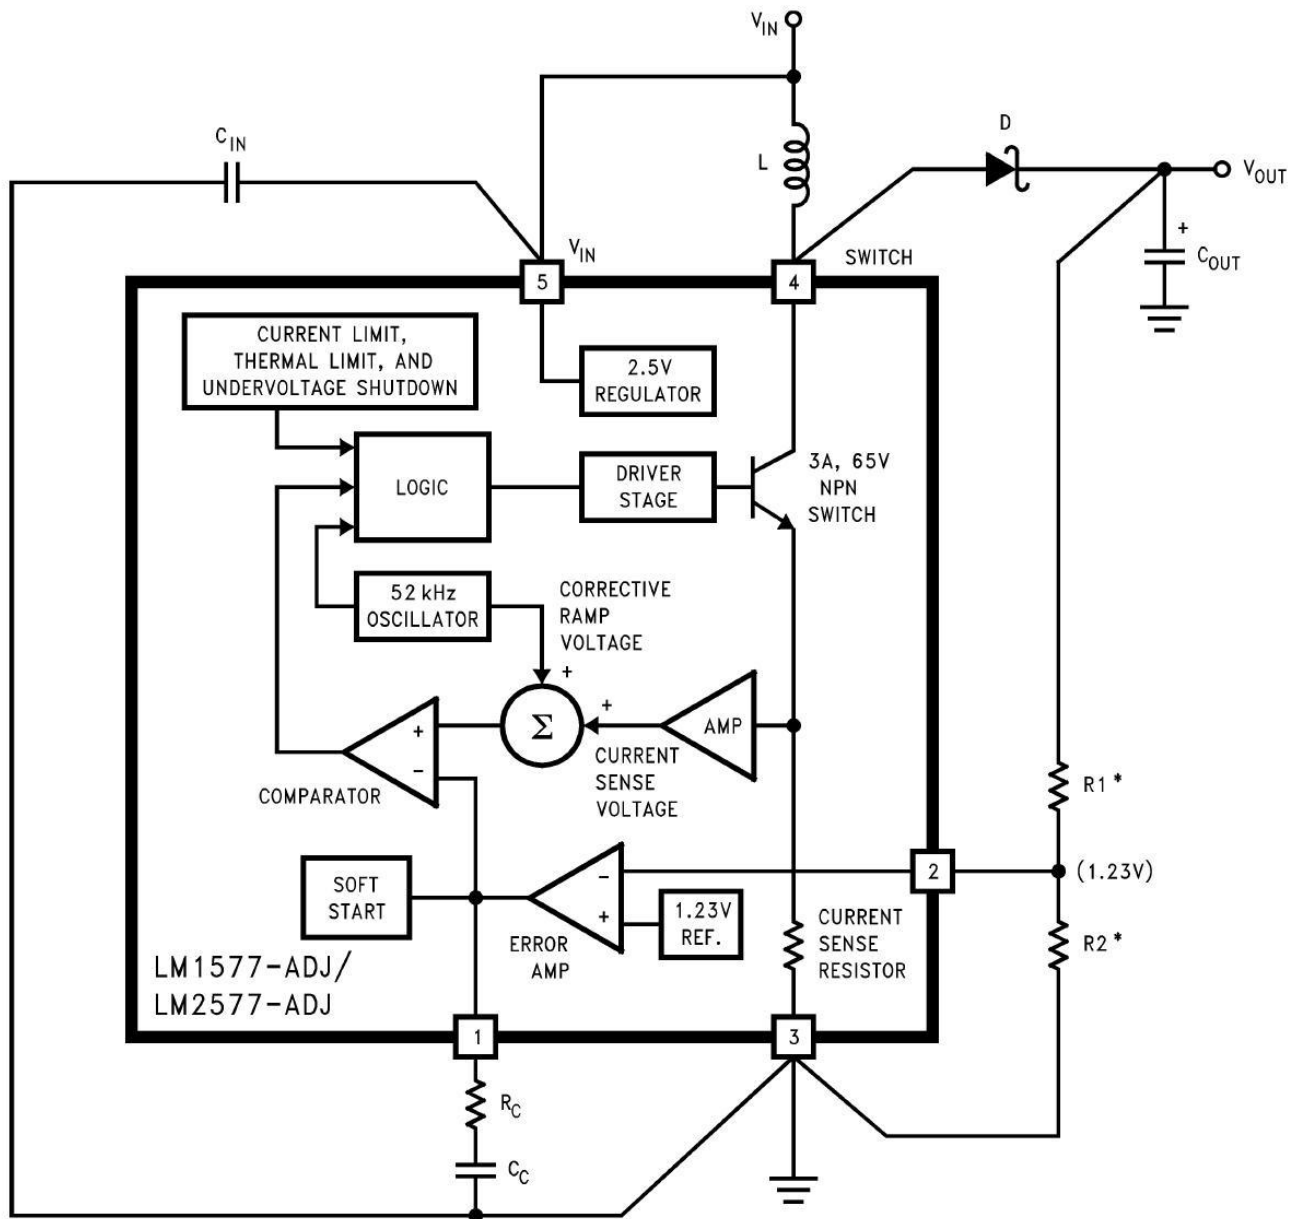 VIN
CIN
L
D
VOUT
+
COUT
VIN
5
4
SWITCH
CURRENT LIMIT,
THERMAL LIMIT, AND
UNDERVOLTAGE SHUTDOWN
2.5V
REGULATOR
LOGIC
DRIVER
STAGE
3A, 65V
NPN
SWITCH
52 kHz
OSCILLATOR
CORRECTIVE
RAMP
VOLTAGE
+
+
Σ
AMP
+
-
COMPARATOR
CURRENT
SENSE
VOLTAGE
R1*
SOFT
START
-
+
ERROR
AMP
1.23V
REF.
2
(1.23V)
CURRENT
SENSE
RESISTOR
R2*
LM1577-ADJ/
LM2577-ADJ
1
3
RC
CC